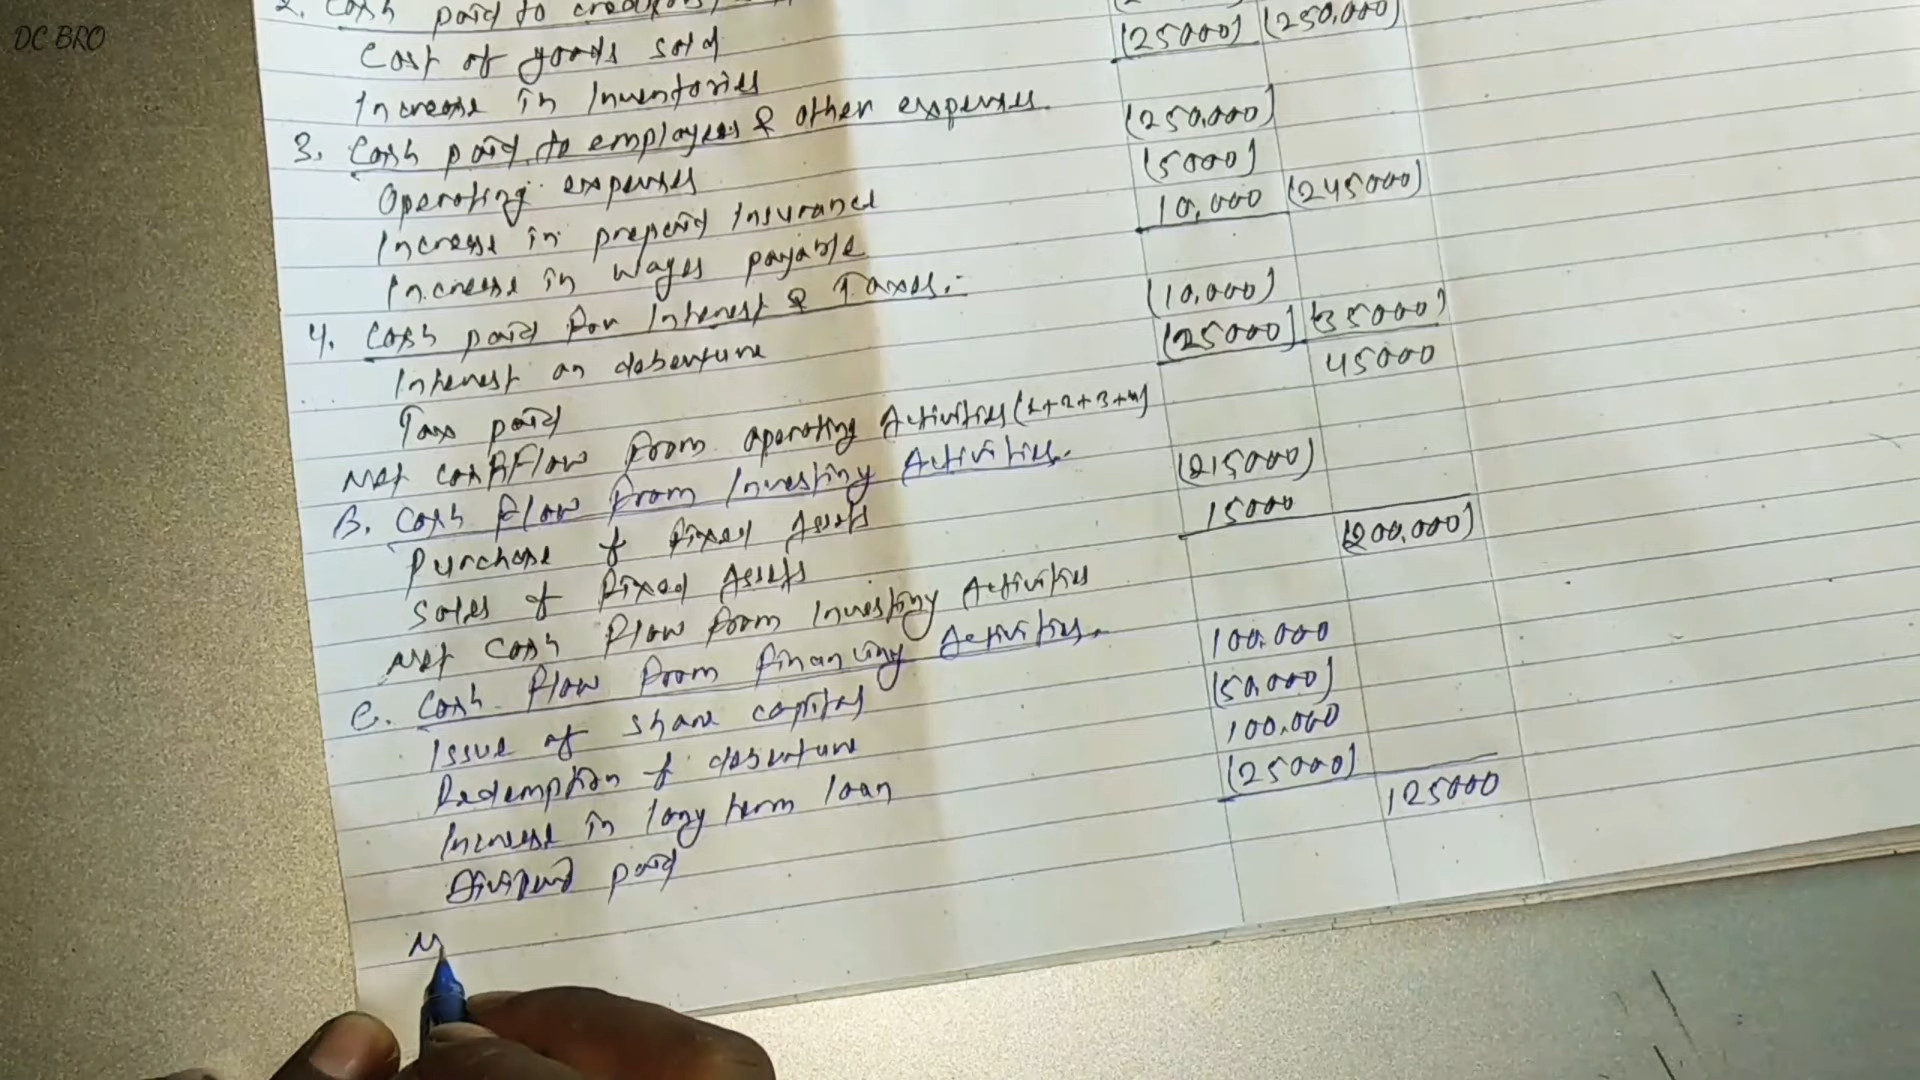 DC BRO
2. Cash paid to creditors
Cost of goods sold
Increase in Inventories (25000) (250,000)
3. Cash paid to employees & other expenses.
Operating expenses (250,000)
Increase in prepaid Insurance (5000)
Increase in wages payable 10,000 (245000)
4. Cash paid for Interest & Taxes.
Interest on debenture (10,000)
Tax paid (25000) (35000)
Net cashflow from operating Activities (1+2+3+4) 45000
B. Cash flow from Investing Activities.
Purchase of fixed Assets (215000)
Sales of fixed Assets 15000
Net Cash flow from Investing Activities (200,000)
C. Cash flow from financing Activities.
Issue of share capital 100,000
Redemption of debenture (50,000)
Increase in long term loan 100,000
Dividend paid (25000)
125000
N